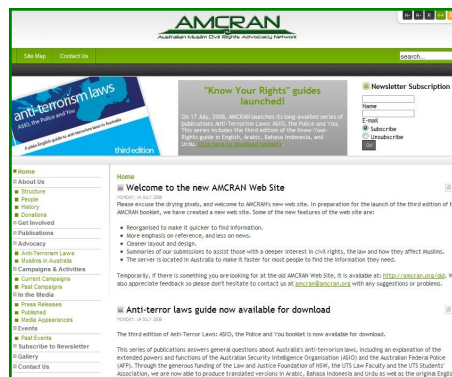 AMCRAN
Australian Muslim Civil Rights Advocacy Network
A+ A- R
Site Map
Contact Us
search...
anti-terrorism laws
ASIO, the Police and You
A plain English guide to anti-terrorism laws in Australia
third edition
"Know Your Rights" guides
launched!
On 17 July, 2008, AMCRAN launched its long-awaited series of
publications Anti-Terror Laws: ASIO, the Police and You.
This series includes the third edition of the Know-Your-
Rights guide in English, Arabic, Bahasa Indonesia, and
Urdu. Click here to download booklets.
Newsletter Subscription
Name
E-mail
Subscribe
Unsubscribe
Go!
Home
About Us
Structure
People
History
Donations
Get Involved
Publications
Advocacy
Anti-Terror Laws
Muslims in Australia
Campaigns & Activities
Current Campaigns
Past Campaigns
In the Media
Press Releases
Published
Media Appearances
Events
Past Events
Subscribe to Newsletter
Gallery
Contact Us
Home
Welcome to the new AMCRAN Web Site
MONDAY, 14 JULY 2008
Please excuse the drying pixels, and welcome to AMCRAN's new web site. In preparation for the launch of the third edition of t
AMCRAN booklet, we have created a new web site. Some of the new features of the web site are:
Reorganised to make it quicker to find information.
More emphasis on reference, and less on news.
Cleaner layout and design.
Summaries of our submissions to assist those with a deeper interest in civil rights, the law and how they affect Muslims.
The server is located in Australia to make it faster for most people to find the information they need.
Temporarily, if there is something you are looking for at the old AMCRAN Web Site, it is available at: http://amcran.org/old. W
also appreciate feedback so please don't hesitate to contact us at amcran@amcran.org with any suggestions or problems.
Anti-terror laws guide now available for download
MONDAY, 14 JULY 2008
The third edition of Anti-Terror Laws: ASIO, the Police and You booklet is now available for download.
This series of publications answers general questions about Australia's anti-terrorism laws, including an explanation of the
extended powers and functions of the Australian Security Intelligence Organisation (ASIO) and the Australian Federal Police
(AFP). Through the generous funding of the Law and Justice Foundation of NSW, the UTS Law Faculty and the UTS Students'
Association, we are now able to produce translated versions in Arabic, Bahasa Indonesia and Urdu as well as the original Englis